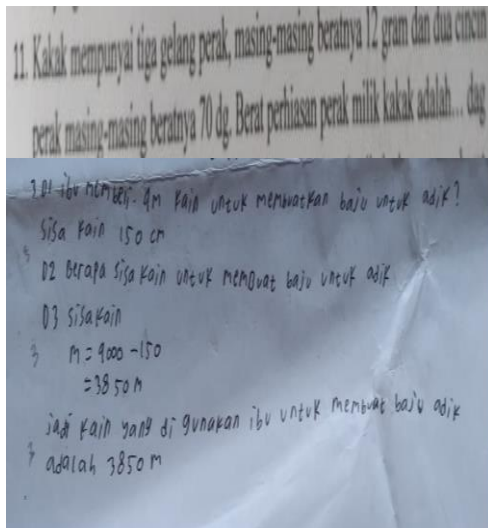 11. Kakak mempunyai tiga gelang perak, masing-masing beratnya 12 gram dan dua cincin
perak masing-masing beratnya 70 dg. Berat perhiasan perak milik kakak adalah... dag
3. D1 ibu membeli 4m kain untuk membuatkan baju untuk adik?
Sisa kain 150 cm
D2 Berapa sisa kain untuk membuat baju untuk adik
D3 sisa kain
3 M = 4000 - 150
= 3850 M
jadi kain yang di gunakan ibu untuk membuat baju adik
3 adalah 3850 M